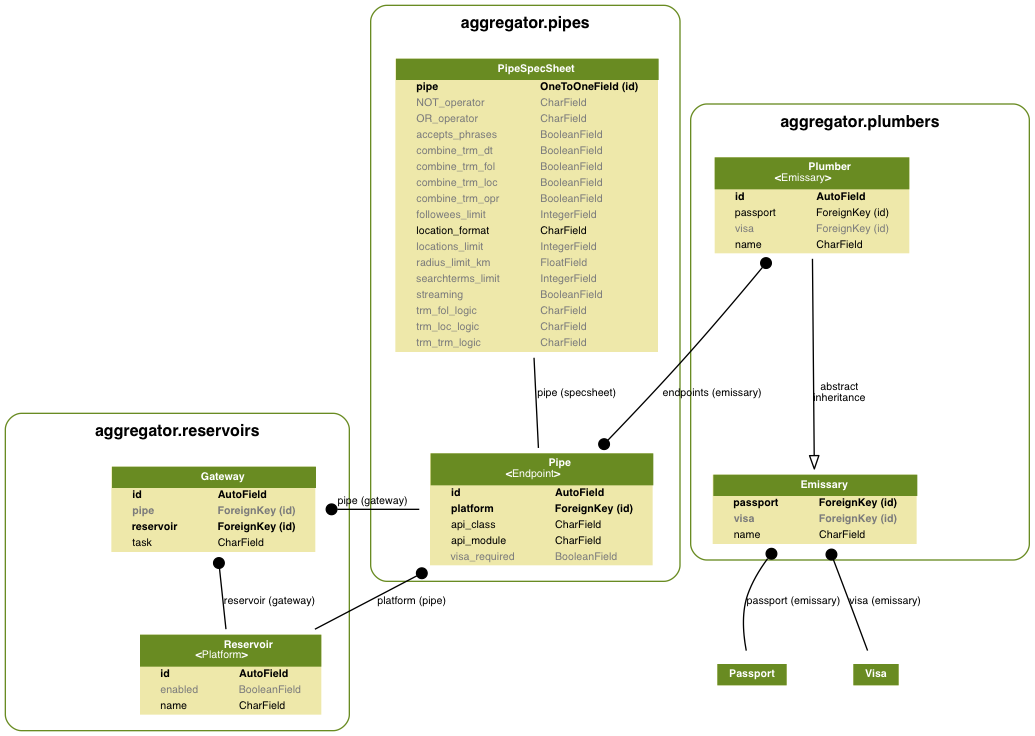 aggregator.pipes
PipeSpecSheet
pipe OneToOneField (id)
NOT_operator CharField
OR_operator CharField
accepts_phrases BooleanField
combine_trm_dt BooleanField
combine_trm_fol BooleanField
combine_trm_loc BooleanField
combine_trm_opr BooleanField
followees_limit IntegerField
location_format CharField
locations_limit IntegerField
radius_limit_km FloatField
searchterms_limit IntegerField
streaming BooleanField
trm_fol_logic CharField
trm_loc_logic CharField
trm_trm_logic CharField
aggregator.plumbers
Plumber
<Emissary>
id AutoField
passport ForeignKey (id)
visa ForeignKey (id)
name CharField
pipe (specsheet)
endpoints (emissary)
abstract
inheritance
aggregator.reservoirs
Gateway
id AutoField
pipe ForeignKey (id)
reservoir ForeignKey (id)
task CharField
pipe (gateway)
Pipe
<Endpoint>
id AutoField
platform ForeignKey (id)
api_class CharField
api_module CharField
visa_required BooleanField
Emissary
passport ForeignKey (id)
visa ForeignKey (id)
name CharField
reservoir (gateway)
platform (pipe)
passport (emissary)
visa (emissary)
Reservoir
<Platform>
id AutoField
enabled BooleanField
name CharField
Passport
Visa